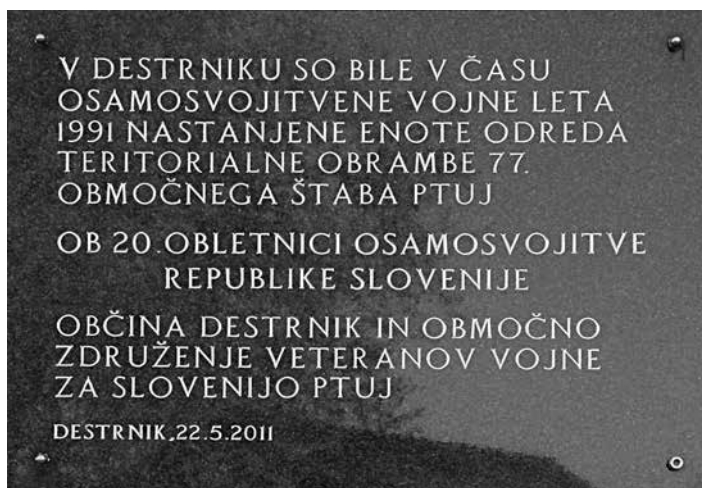 V DESTRNIKU SO BILE V ČASU
OSAMOSVOJITVENE VOJNE LETA
1991 NASTANJENE ENOTE ODREDA
TERITORIALNE OBRAMBE 77.
OBMOČNEGA ŠTABA PTUJ
OB 20. OBLETNICI OSAMOSVOJITVE
REPUBLIKE SLOVENIJE
OBČINA DESTRNIK IN OBMOČNO
ZDRUŽENJE VETERANOV VOJNE
ZA SLOVENIJO PTUJ
DESTRNIK, 22.5.2011